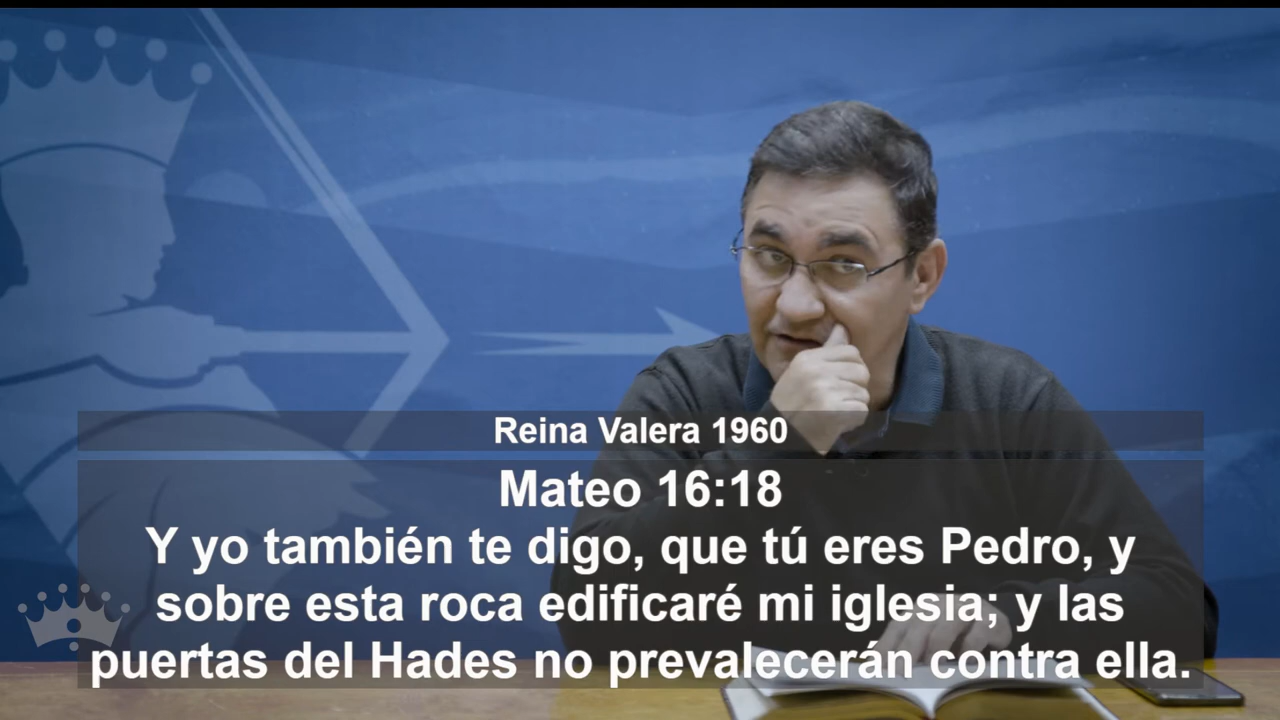 Reina Valera 1960
Mateo 16:18
Y yo también te digo, que tú eres Pedro, y
sobre esta roca edificaré mi iglesia; y las
puertas del Hades no prevalecerán contra ella.